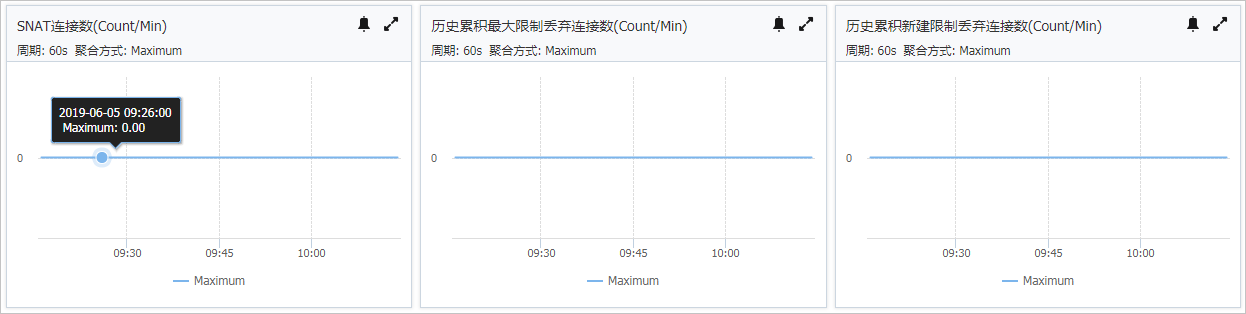 SNAT连接数(Count/Min)
周期: 60s 聚合方式: Maximum
2019-06-05 09:26:00
Maximum: 0.00
0
09:30 09:45 10:00
Maximum
历史累积最大限制丢弃连接数(Count/Min)
周期: 60s 聚合方式: Maximum
0
09:30 09:45 10:00
Maximum
历史累积新建限制丢弃连接数(Count/Min)
周期: 60s 聚合方式: Maximum
0
09:30 09:45 10:00
Maximum